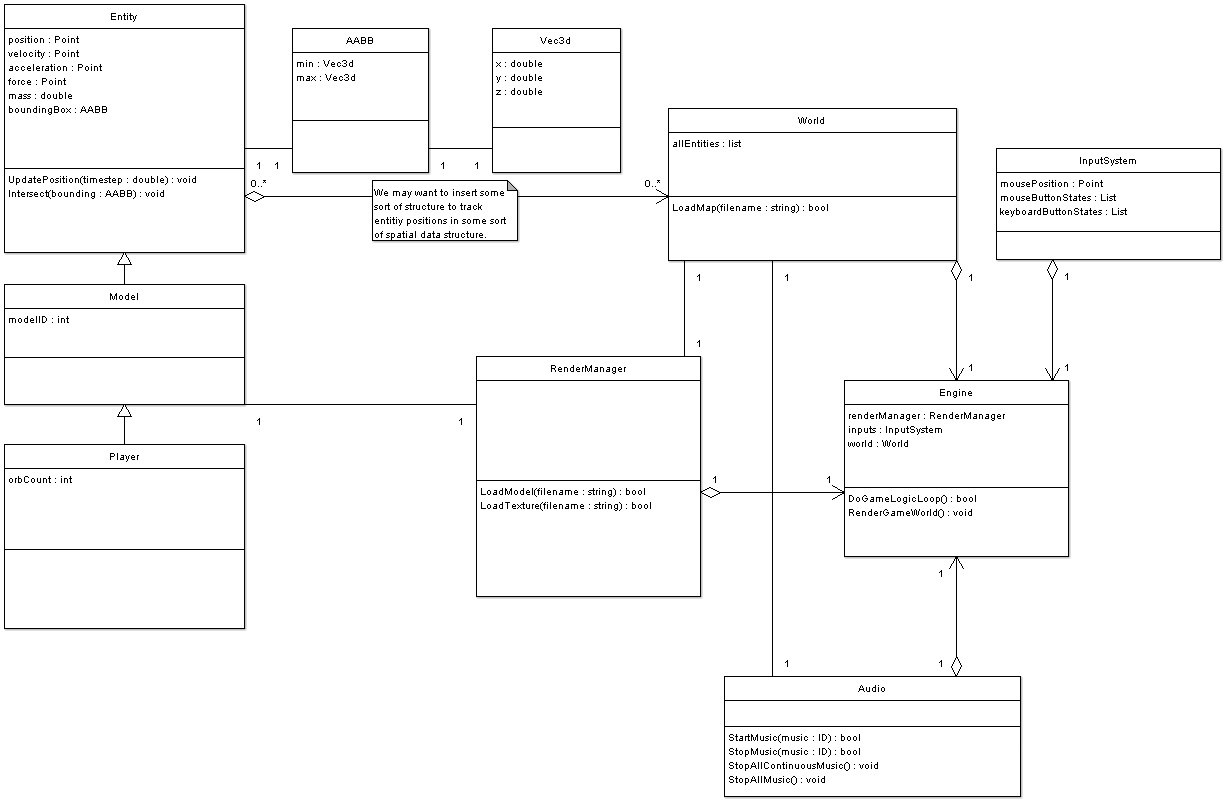 Entity
position : Point
velocity : Point
acceleration : Point
force : Point
mass : double
boundingBox : AABB
UpdatePosition(timestep : double) : void
Intersect(bounding : AABB) : void
AABB
min : Vec3d
max : Vec3d
Vec3d
x : double
y : double
z : double
1
1
1
1
0..*
0..*
We may want to insert some
sort of structure to track
entitiy positions in some sort
of spatial data structure.
World
allEntities : list
LoadMap(filename : string) : bool
InputSystem
mousePosition : Point
mouseButtonStates : List
keyboardButtonStates : List
1
1
1
1
Model
modelID : int
1
1
1
RenderManager
LoadModel(filename : string) : bool
LoadTexture(filename : string) : bool
Engine
renderManager : RenderManager
inputs : InputSystem
world : World
DoGameLogicLoop() : bool
RenderGameWorld() : void
1
1
Player
orbCount : int
1
1
1
1
1
Audio
StartMusic(music : ID) : bool
StopMusic(music : ID) : bool
StopAllContinuousMusic() : void
StopAllMusic() : void